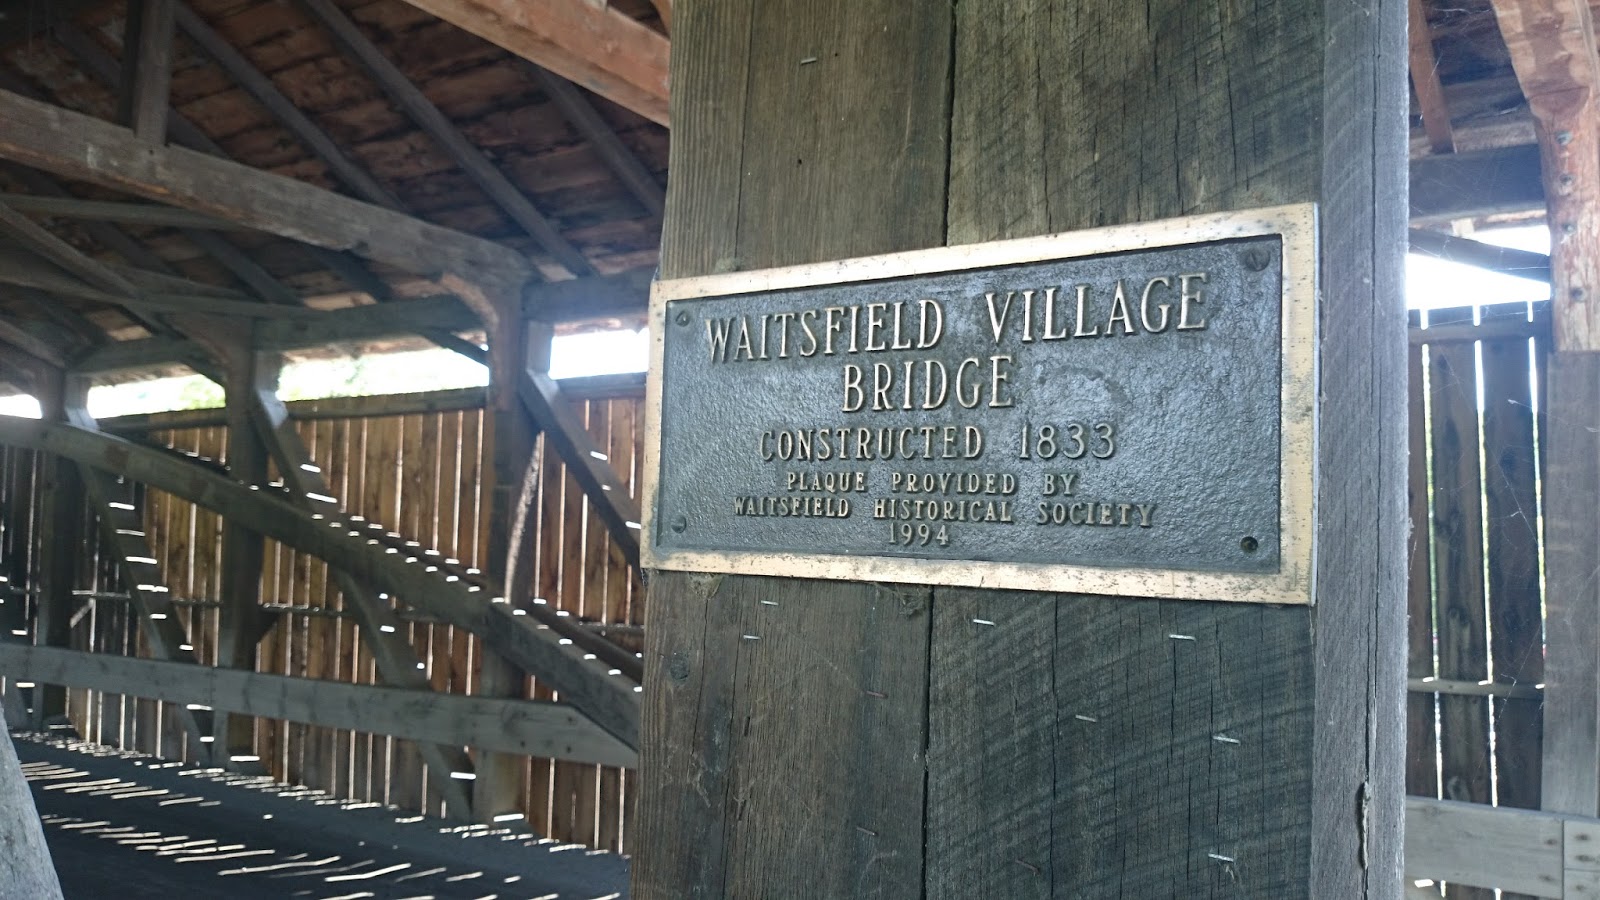 WAITSFIELD VILLAGE
BRIDGE
CONSTRUCTED 1833
PLAQUE PROVIDED BY
WAITSFIELD HISTORICAL SOCIETY
1994